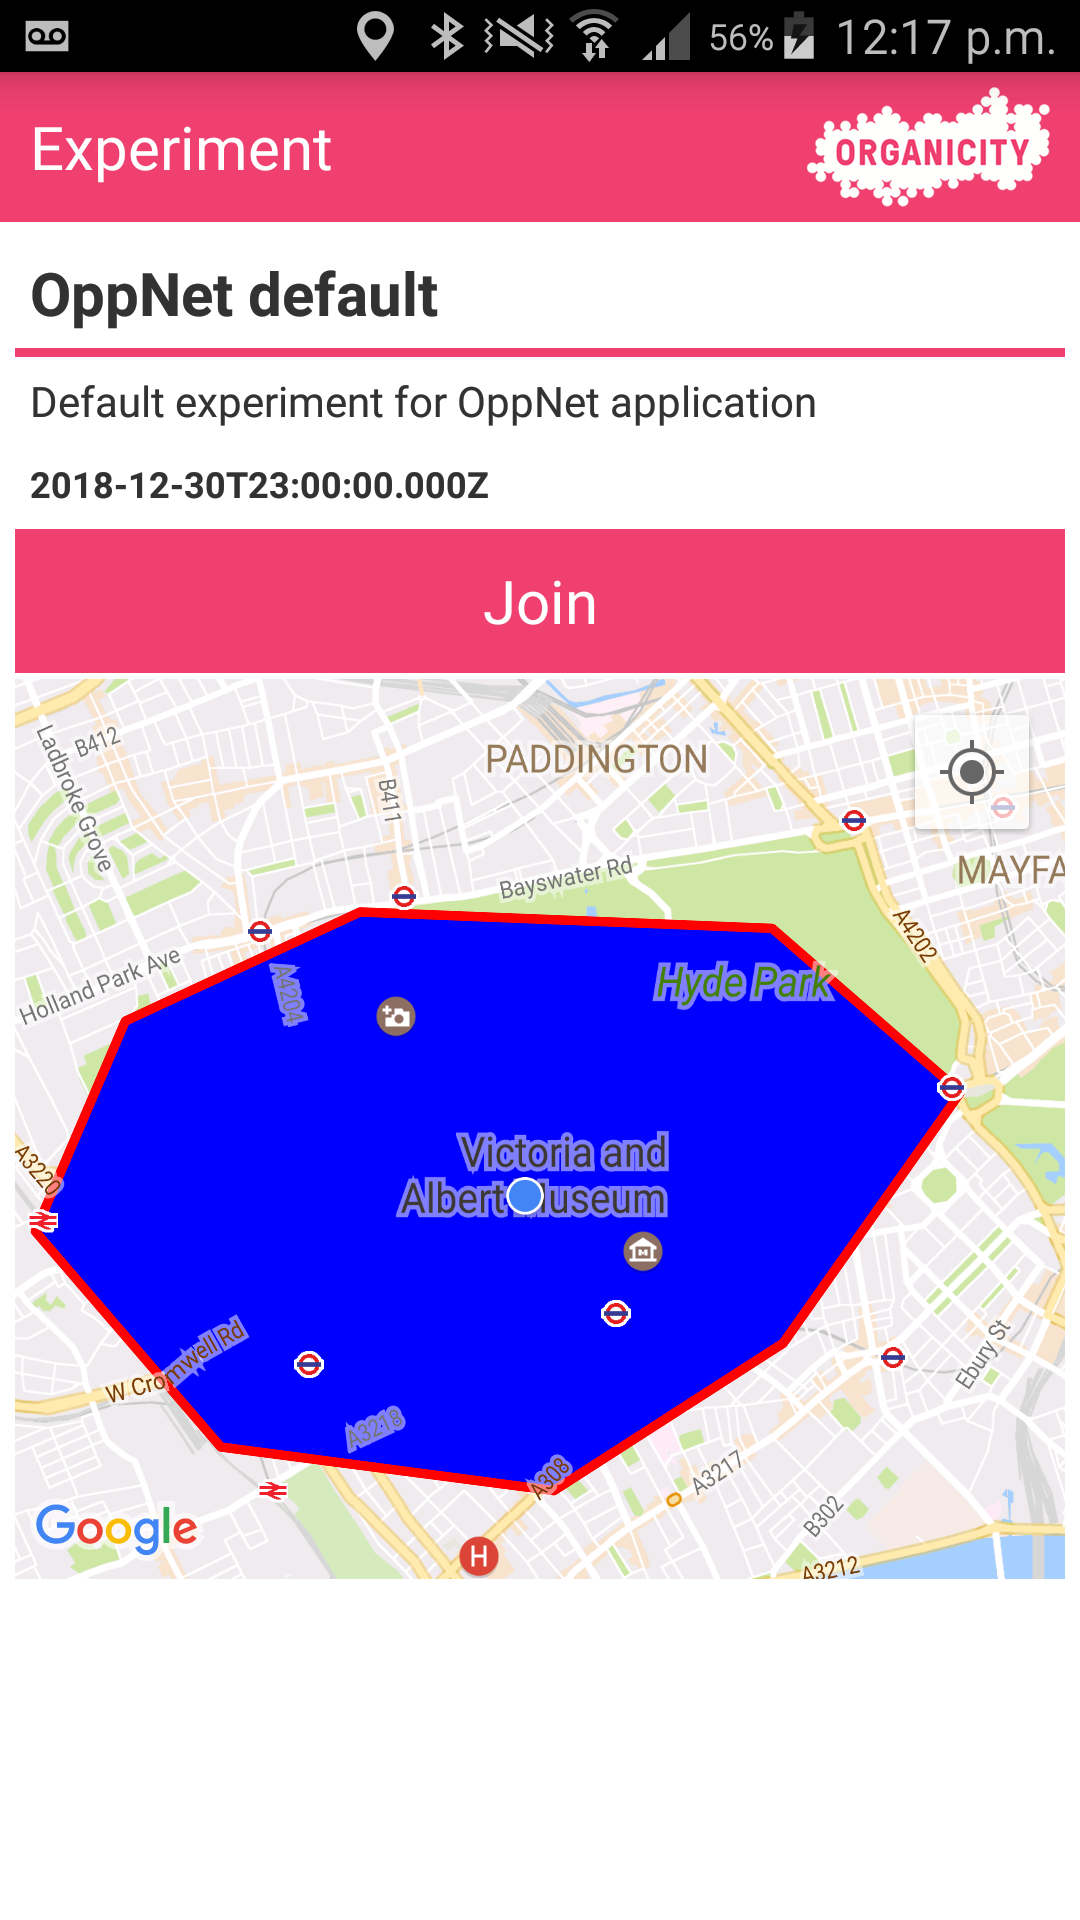 56% 12:17 p.m.
Experiment
ORGANICITY
OppNet default
Default experiment for OppNet application
2018-12-30T23:00:00.000Z
Join
Ladbroke Grove
B412
B411
PADDINGTON
MAYFA
Bayswater Rd
A4202
Holland Park Ave
A4204
Hyde Park
A3220
Victoria and
Albert Museum
W Cromwell Rd
Ebury St
A3218
A308
A3217
B302
Google
H
A3212